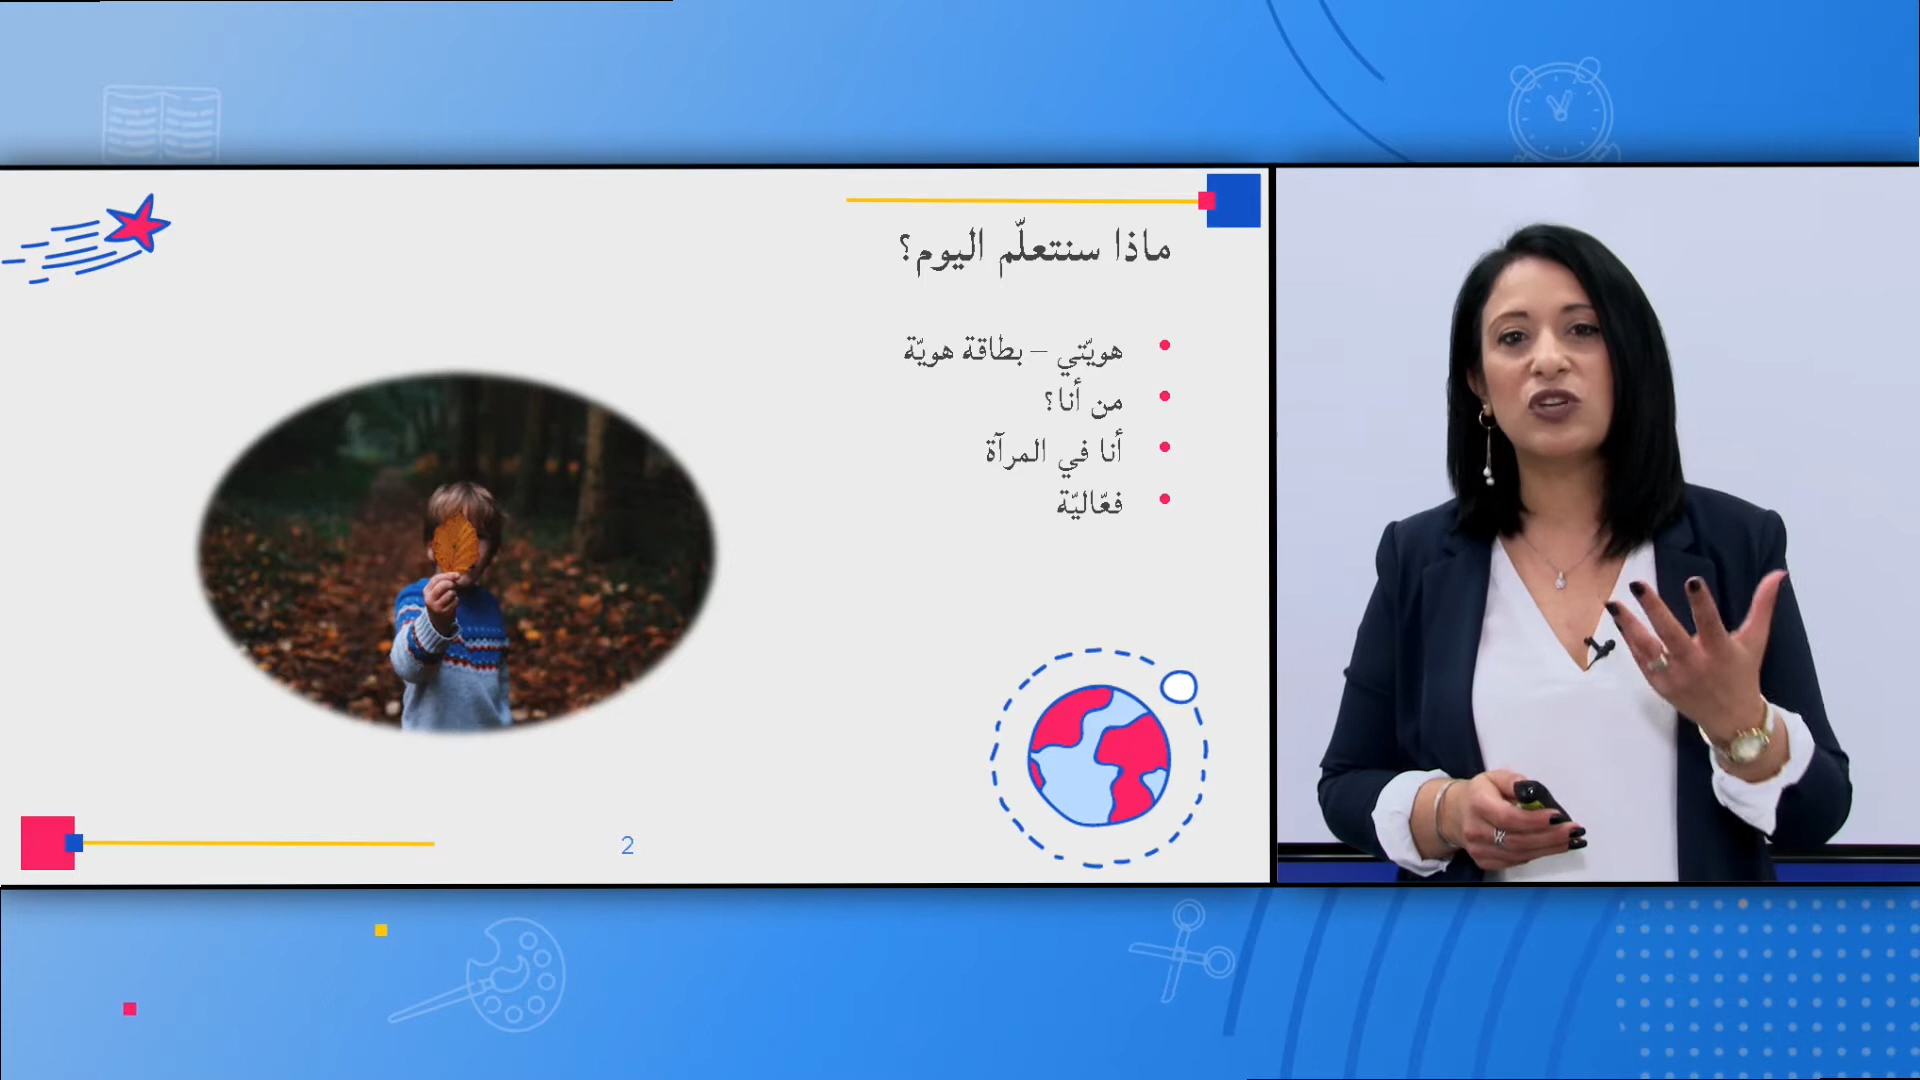 ماذا سنتعلّم اليوم؟
• هويّتي – بطاقة هويّة
• من أنا؟
• أنا في المرآة
• فعّاليّة
2